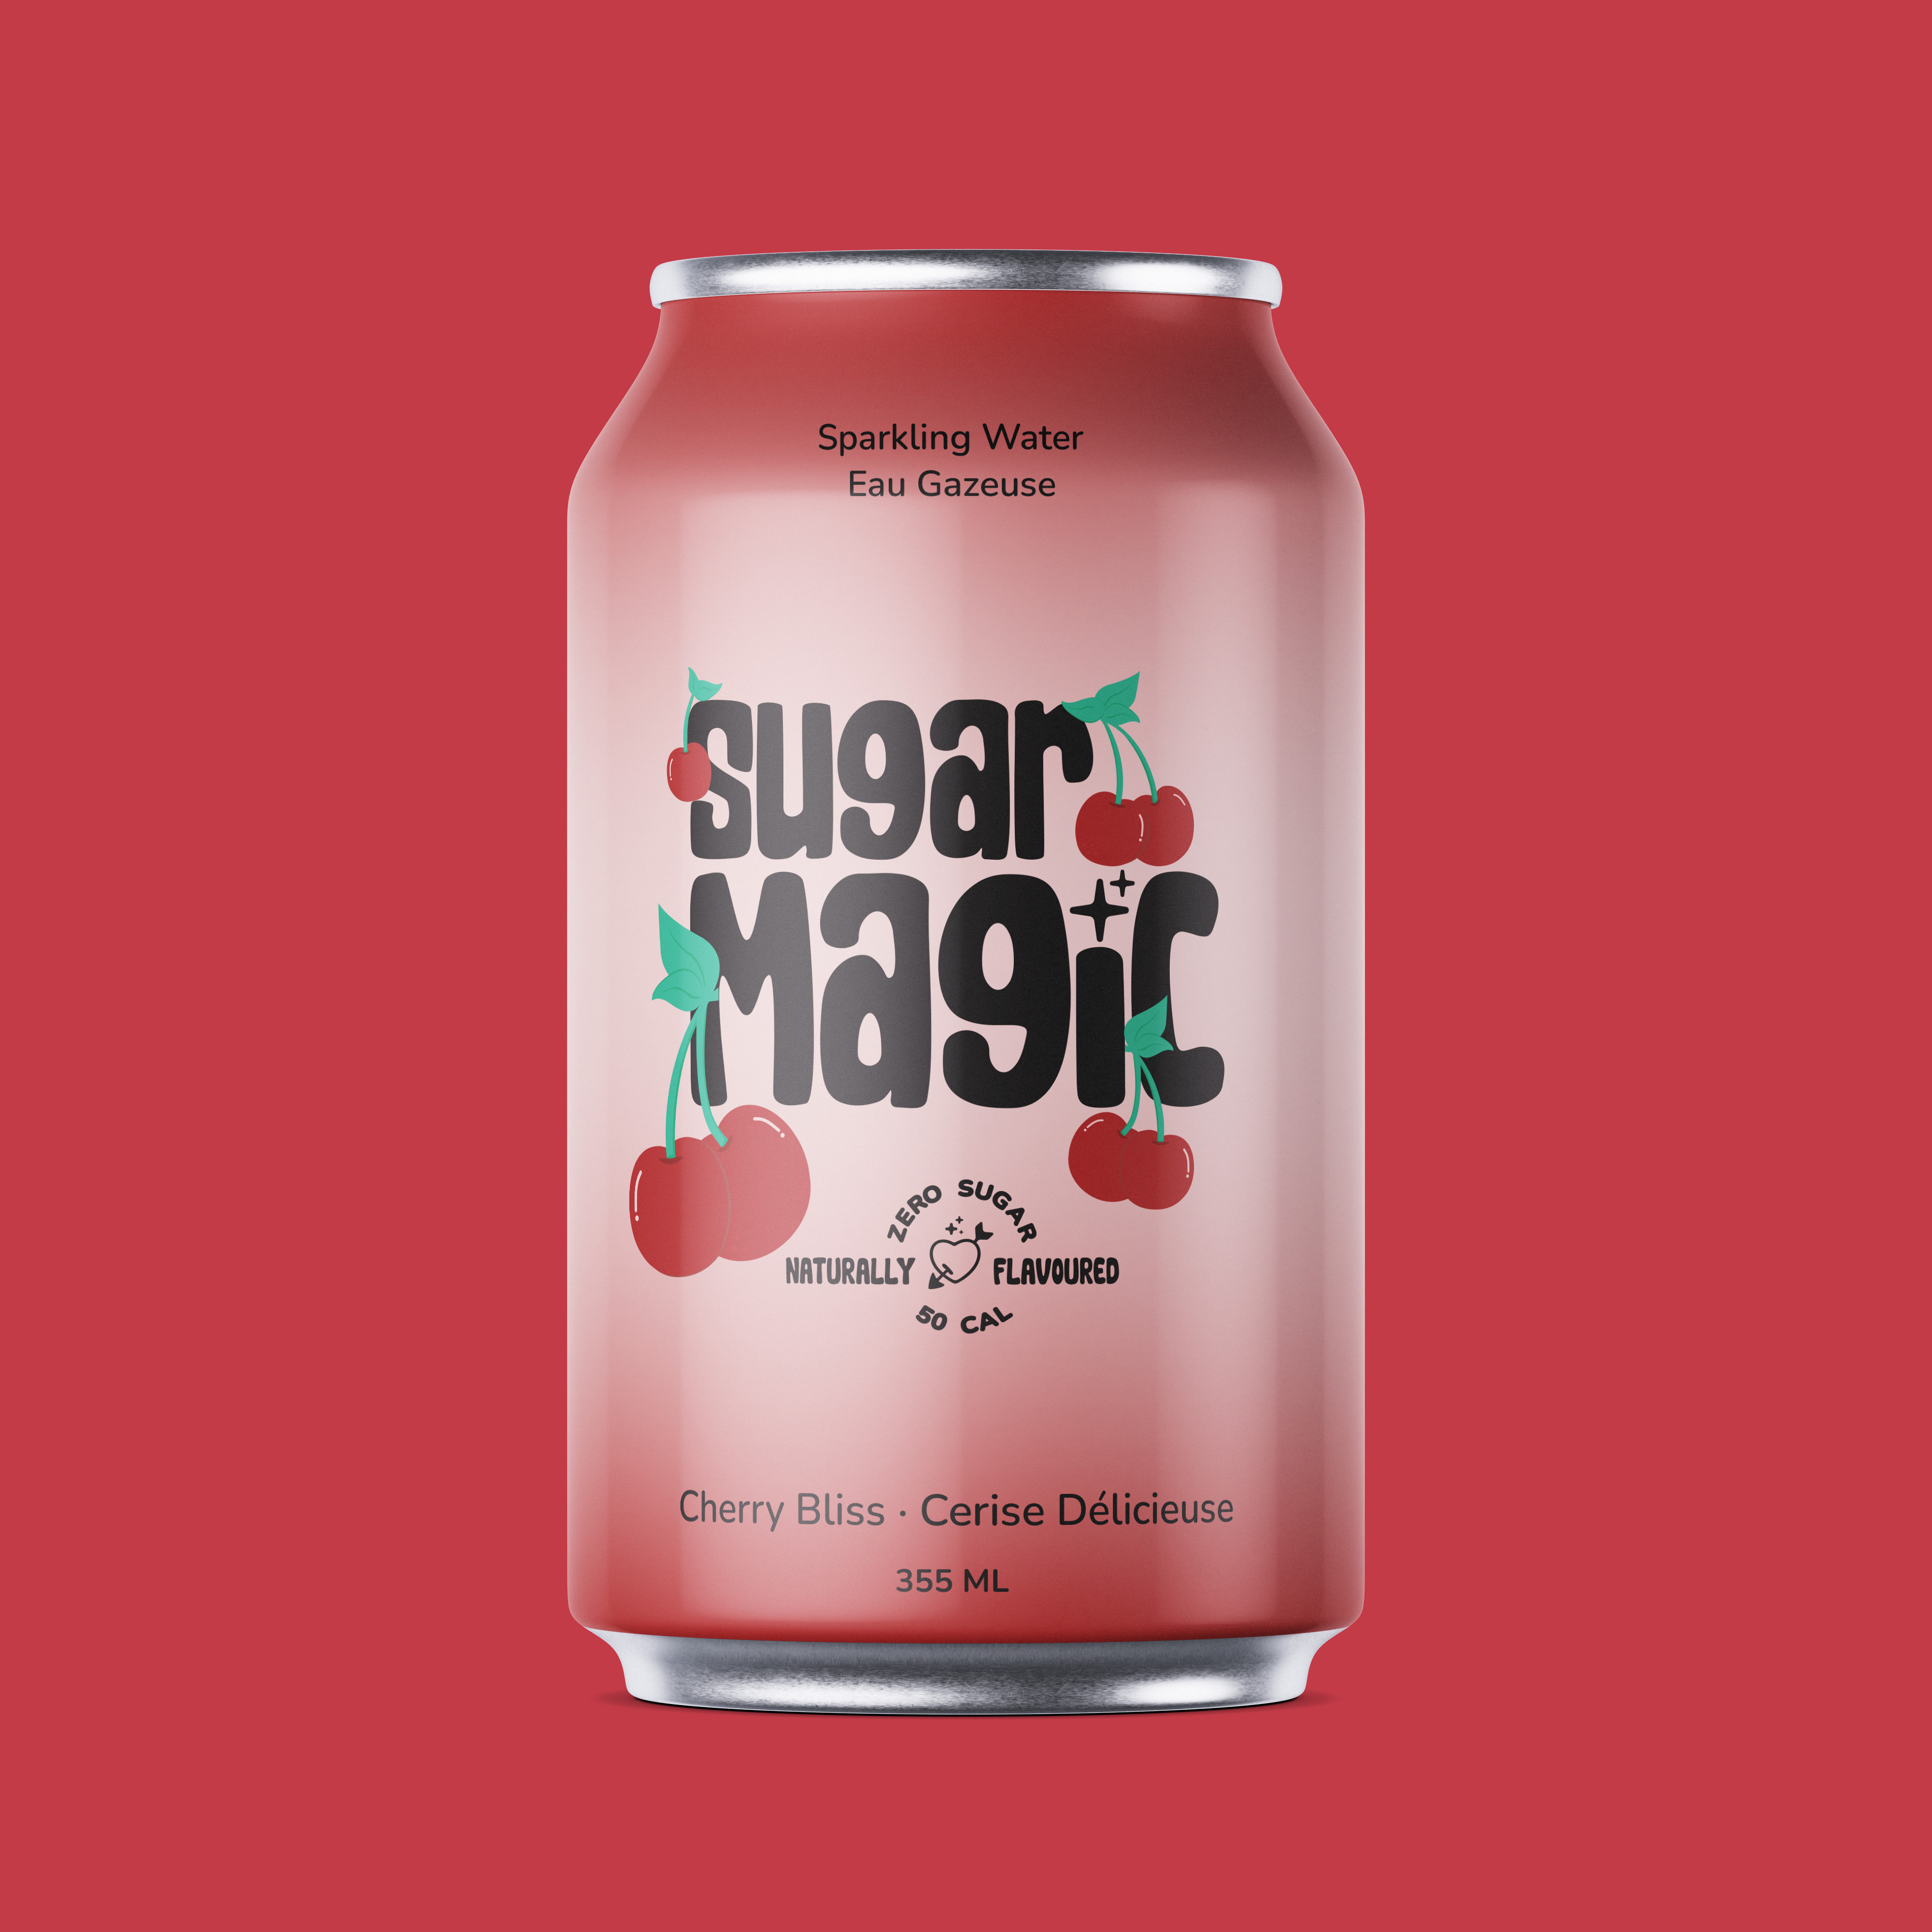 Sparkling Water
Eau Gazeuse
sugar
Magic
ZERO SUGAR
NATURALLY FLAVOURED
50 CAL
Cherry Bliss · Cerise Délicieuse
355 ML